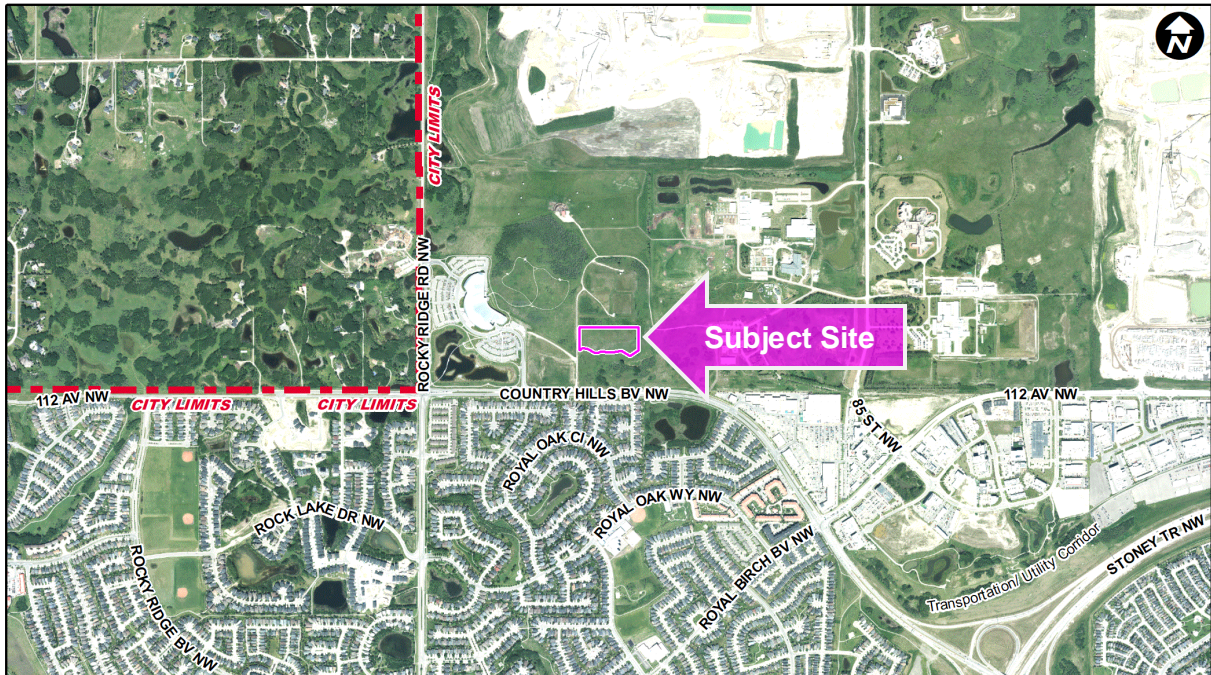 N
CITY LIMITS
ROCKY RIDGE RD NW
Subject Site
112 AV NW
CITY LIMITS
CITY LIMITS
COUNTRY HILLS BV NW
112 AV NW
85 ST NW
ROYAL OAK CI NW
ROYAL OAK WY NW
ROCK LAKE DR NW
ROCKY RIDGE BV NW
ROYAL BIRCH BV NW
Transportation/ Utility Corridor
STONEY TR NW